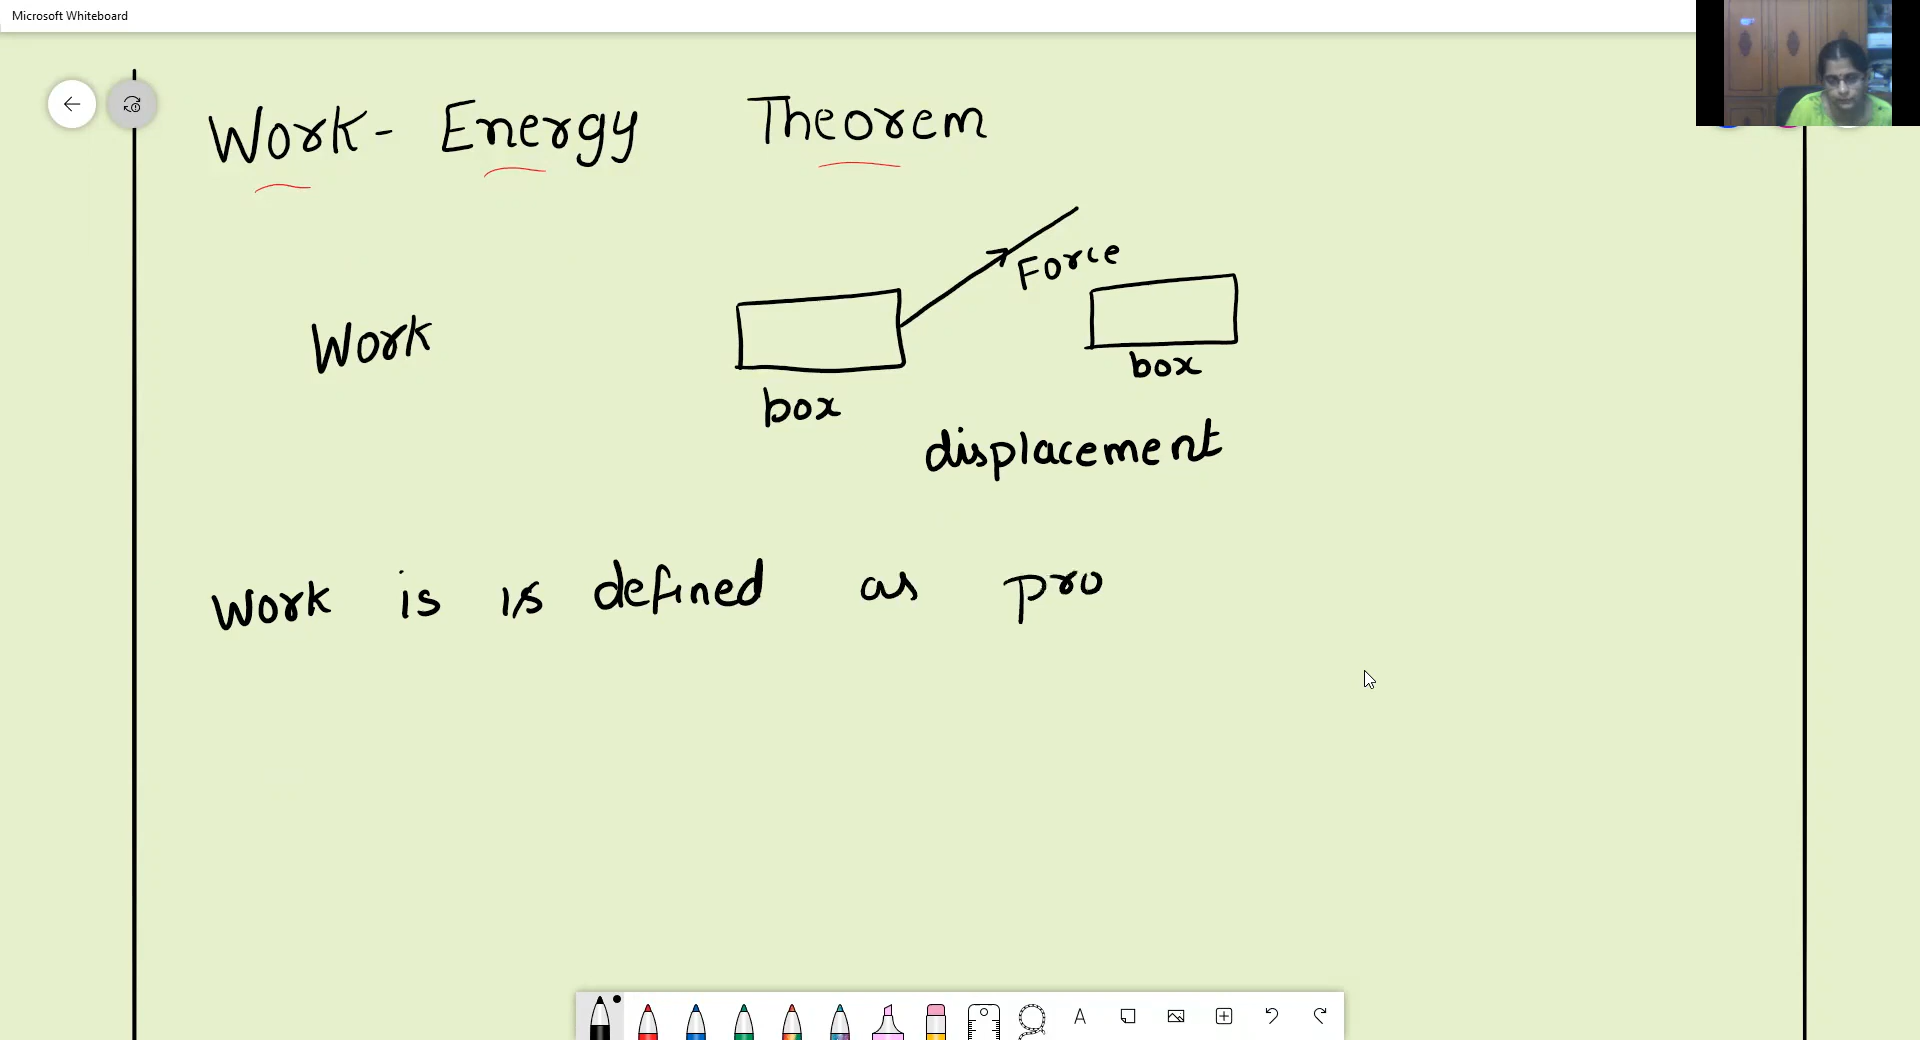 Microsoft Whiteboard
Work- Energy Theorem
Force
Work
box
box
displacement
Work is is defined as pro
A